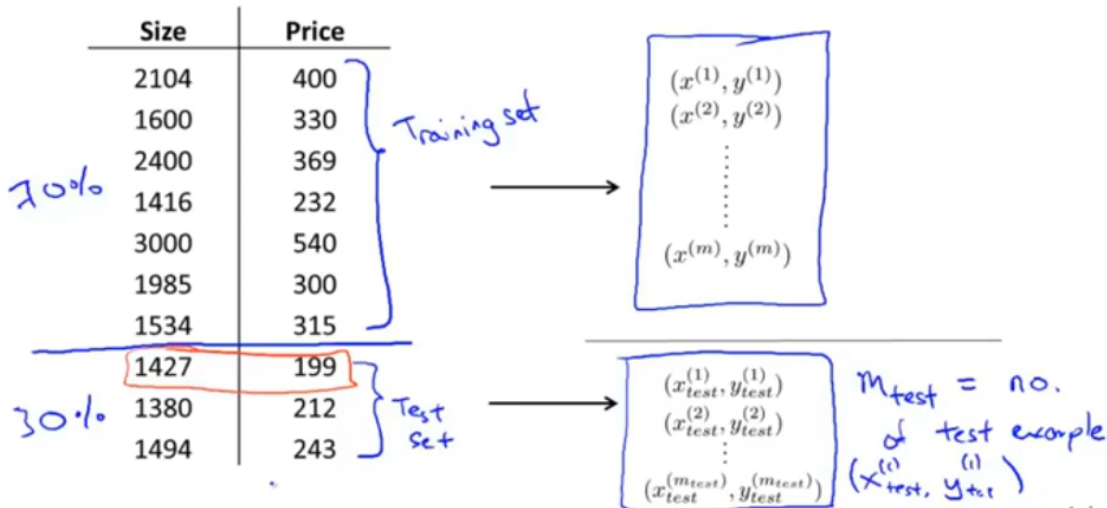 Size Price
2104 400
1600 330
2400 369
1416 232
3000 540
1985 300
1534 315
1427 199
1380 212
1494 243
70%
30%
Training set
Test
set
(x^(1), y^(1))
(x^(2), y^(2))
(x^(m), y^(m))
(x_test^(1), y_test^(1))
(x_test^(2), y_test^(2))
(x_test^(m_test), y_test^(m_test))
m_test = no.
of test example
(x_test^(1), y_test^(1))